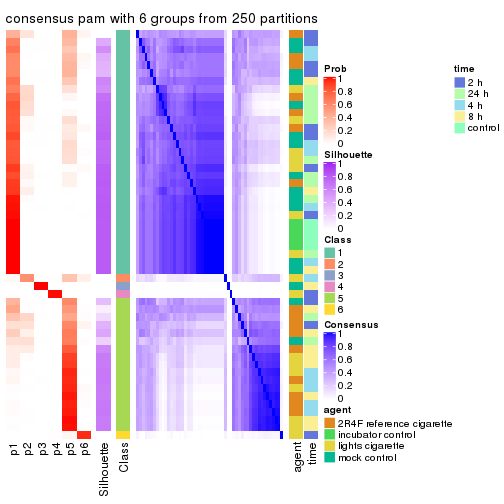 consensus pam with 6 groups from 250 partitions
Prob
1
0.8
0.6
0.4
0.2
0
Silhouette
1
0.8
0.6
0.4
0.2
0
Class
1
2
3
4
5
6
Consensus
1
0.8
0.6
0.4
0.2
0
agent
2R4F reference cigarette
incubator control
lights cigarette
mock control
time
2 h
24 h
4 h
8 h
control
p1
p2
p3
p4
p5
p6
Silhouette
Class
agent
time